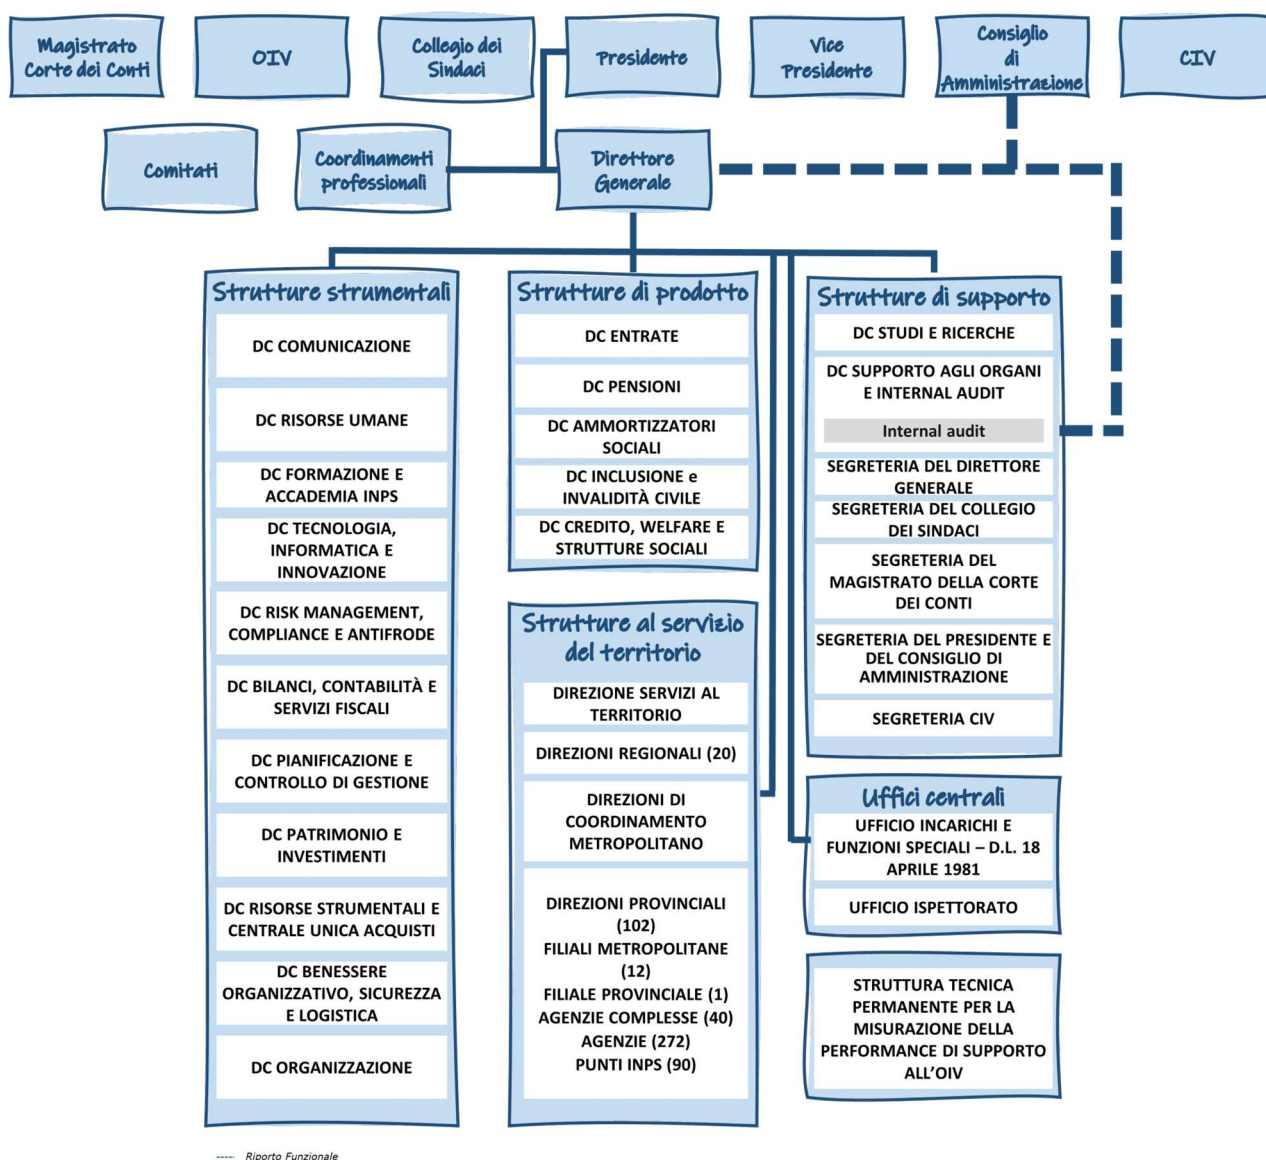 Magistrato
Corte dei Conti
OIV
Collegio dei
Sindaci
Presidente
Vice
Presidente
Consiglio
di
Amministrazione
CIV
Comitati
Coordinamenti
professionali
Direttore
Generale
Strutture strumentali
DC COMUNICAZIONE
DC RISORSE UMANE
DC FORMAZIONE E
ACCADEMIA INPS
DC TECNOLOGIA,
INFORMATICA E
INNOVAZIONE
DC RISK MANAGEMENT,
COMPLIANCE E ANTIFRODE
DC BILANCI, CONTABILITÀ E
SERVIZI FISCALI
DC PIANIFICAZIONE E
CONTROLLO DI GESTIONE
DC PATRIMONIO E
INVESTIMENTI
DC RISORSE STRUMENTALI E
CENTRALE UNICA ACQUISTI
DC BENESSERE
ORGANIZZATIVO, SICUREZZA
E LOGISTICA
DC ORGANIZZAZIONE
Strutture di prodotto
DC ENTRATE
DC PENSIONI
DC AMMORTIZZATORI
SOCIALI
DC INCLUSIONE e
INVALIDITÀ CIVILE
DC CREDITO, WELFARE E
STRUTTURE SOCIALI
Strutture al servizio
del territorio
DIREZIONE SERVIZI AL
TERRITORIO
DIREZIONI REGIONALI (20)
DIREZIONI DI
COORDINAMENTO
METROPOLITANO
DIREZIONI PROVINCIALI
(102)
FILIALI METROPOLITANE
(12)
FILIALE PROVINCIALE (1)
AGENZIE COMPLESSE (40)
AGENZIE (272)
PUNTI INPS (90)
Strutture di supporto
DC STUDI E RICERCHE
DC SUPPORTO AGLI ORGANI
E INTERNAL AUDIT
Internal audit
SEGRETERIA DEL DIRETTORE
GENERALE
SEGRETERIA DEL COLLEGIO
DEI SINDACI
SEGRETERIA DEL
MAGISTRATO DELLA CORTE
DEI CONTI
SEGRETERIA DEL PRESIDENTE E
DEL CONSIGLIO DI
AMMINISTRAZIONE
SEGRETERIA CIV
Uffici centrali
UFFICIO INCARICHI E
FUNZIONI SPECIALI – D.L. 18
APRILE 1981
UFFICIO ISPETTORATO
STRUTTURA TECNICA
PERMANENTE PER LA
MISURAZIONE DELLA
PERFORMANCE DI SUPPORTO
ALL'OIV
Riporto Funzionale